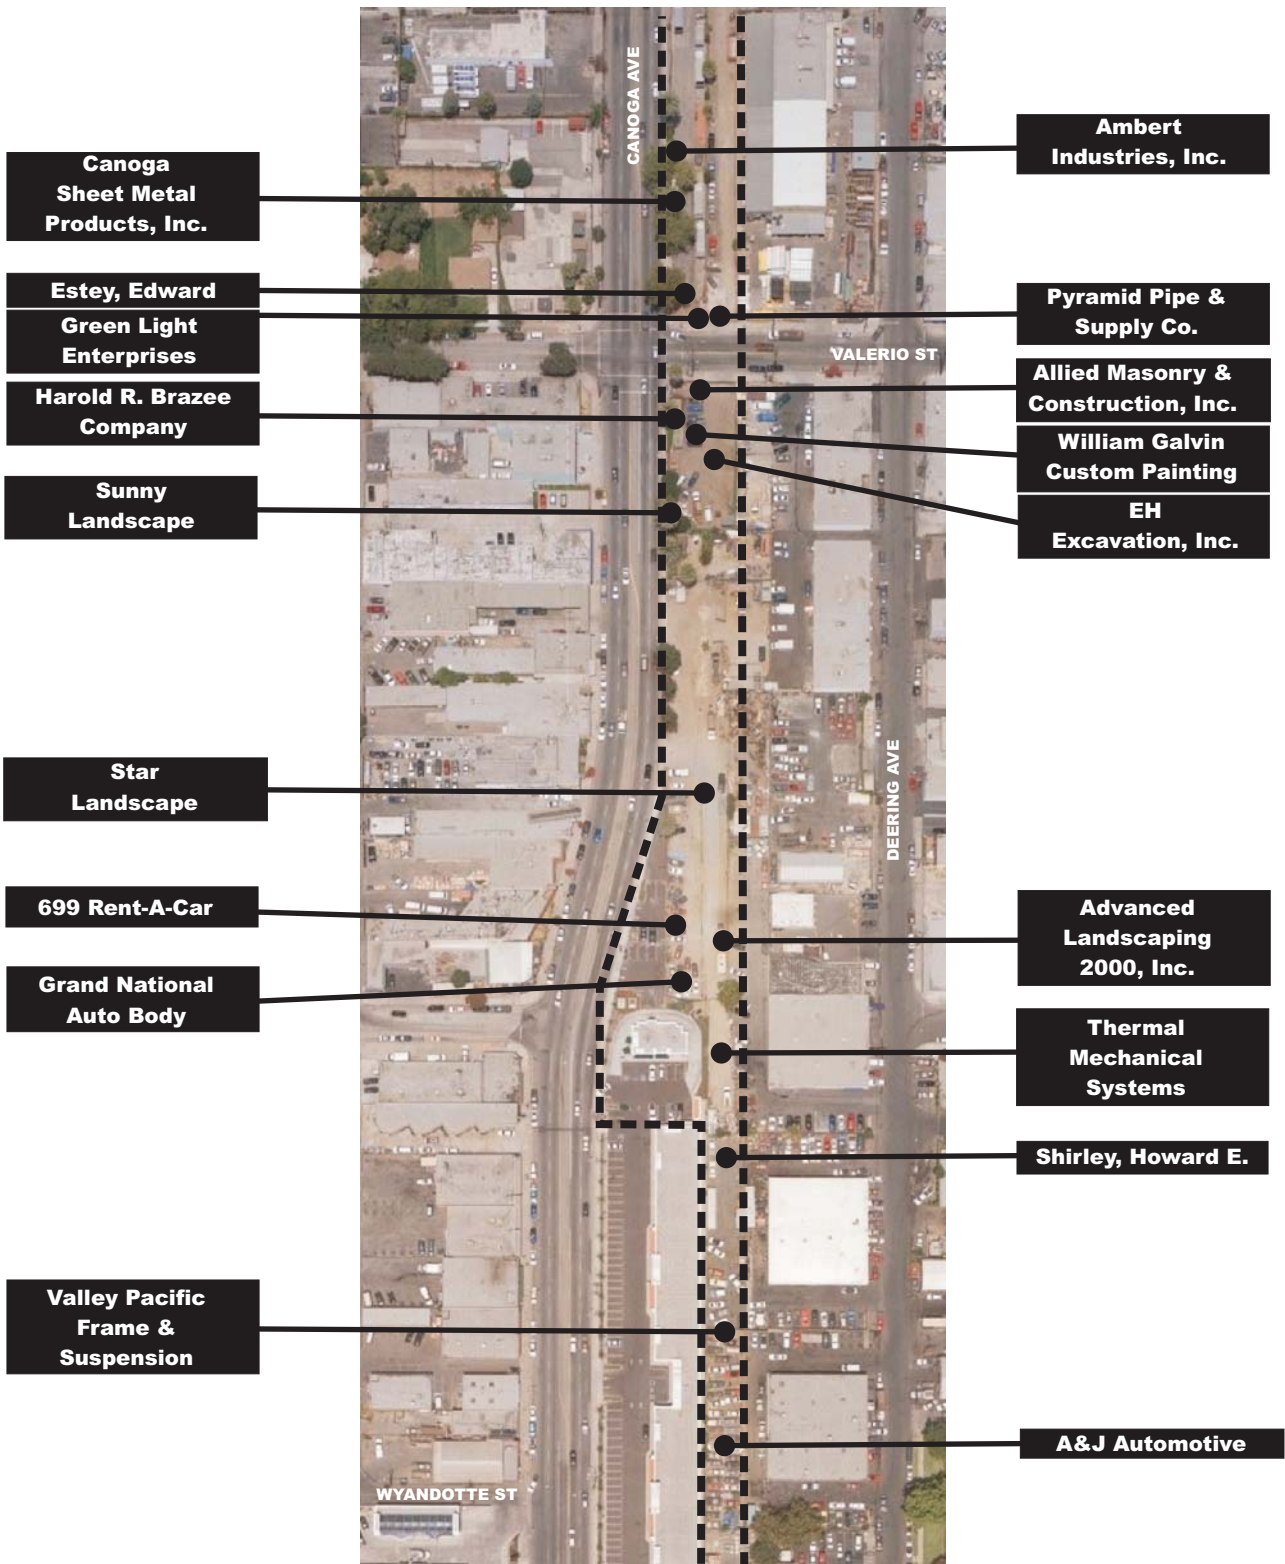 CANOGA AVE
Ambert
Industries, Inc.
Canoga
Sheet Metal
Products, Inc.
Estey, Edward
Green Light
Enterprises
Pyramid Pipe &
Supply Co.
VALERIO ST
Harold R. Brazee
Company
Allied Masonry &
Construction, Inc.
William Galvin
Custom Painting
Sunny
Landscape
EH
Excavation, Inc.
Star
Landscape
DEERING AVE
699 Rent-A-Car
Advanced
Landscaping
2000, Inc.
Grand National
Auto Body
Thermal
Mechanical
Systems
Shirley, Howard E.
Valley Pacific
Frame &
Suspension
A&J Automotive
WYANDOTTE ST